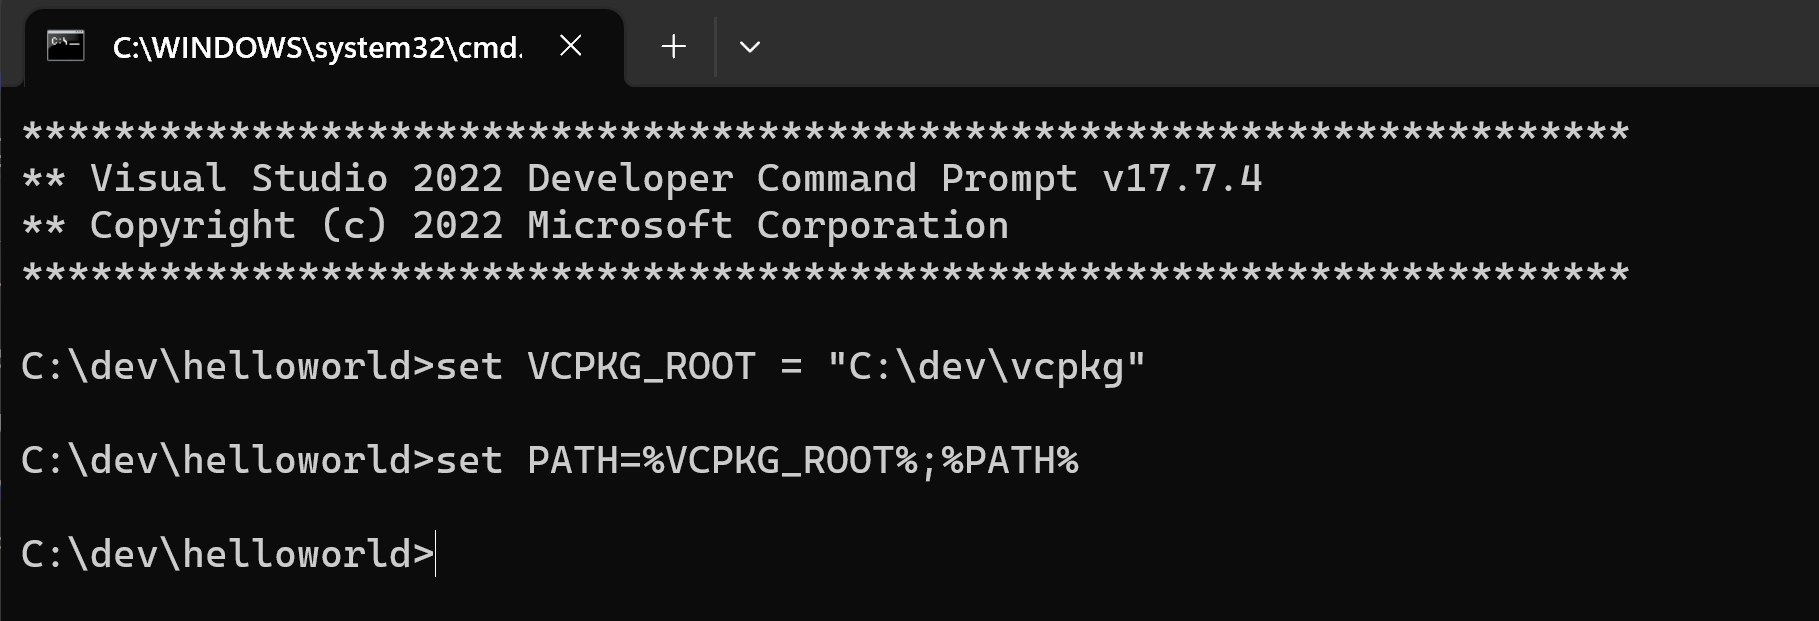 C:\WINDOWS\system32\cmd.
**********************************************************************
** Visual Studio 2022 Developer Command Prompt v17.7.4
** Copyright (c) 2022 Microsoft Corporation
**********************************************************************
C:\dev\helloworld>set VCPKG_ROOT = "C:\dev\vcpkg"
C:\dev\helloworld>set PATH=%VCPKG_ROOT%;%PATH%
C:\dev\helloworld>